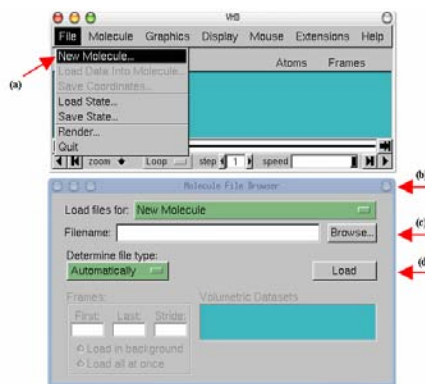 VMD
File Molecule Graphics Display Mouse Extensions Help
New Molecule...
(a)
Load Data Into Molecule...
Atoms Frames
Save Coordinates...
Load State...
Save State...
Render...
Quit
zoom Loop step 1 speed
Molecule File Browser
(b)
Load files for: New Molecule
Filename: Browse...
(c)
Determine file type:
Automatically Load
(d)
Frames: Volumetric Datasets
First: Last: Stride:
Load in background
Load all at once